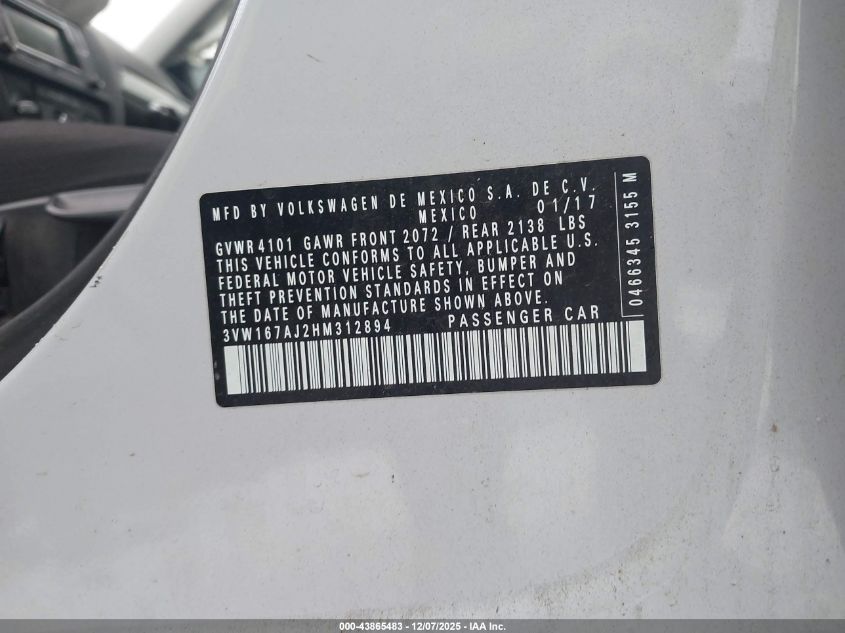 MFD BY VOLKSWAGEN DE MEXICO S.A. DE C.V.
MEXICO 01/17
GVWR 4101 GAWR FRONT 2072 / REAR 2138 LBS
THIS VEHICLE CONFORMS TO ALL APPLICABLE U.S.
FEDERAL MOTOR VEHICLE SAFETY, BUMPER AND
THEFT PREVENTION STANDARDS IN EFFECT ON
THE DATE OF MANUFACTURE SHOWN ABOVE.
3VW167AJ2HM312894 PASSENGER CAR
0466345 3155 M
000-43865483 - 12/07/2025 - IAA Inc.